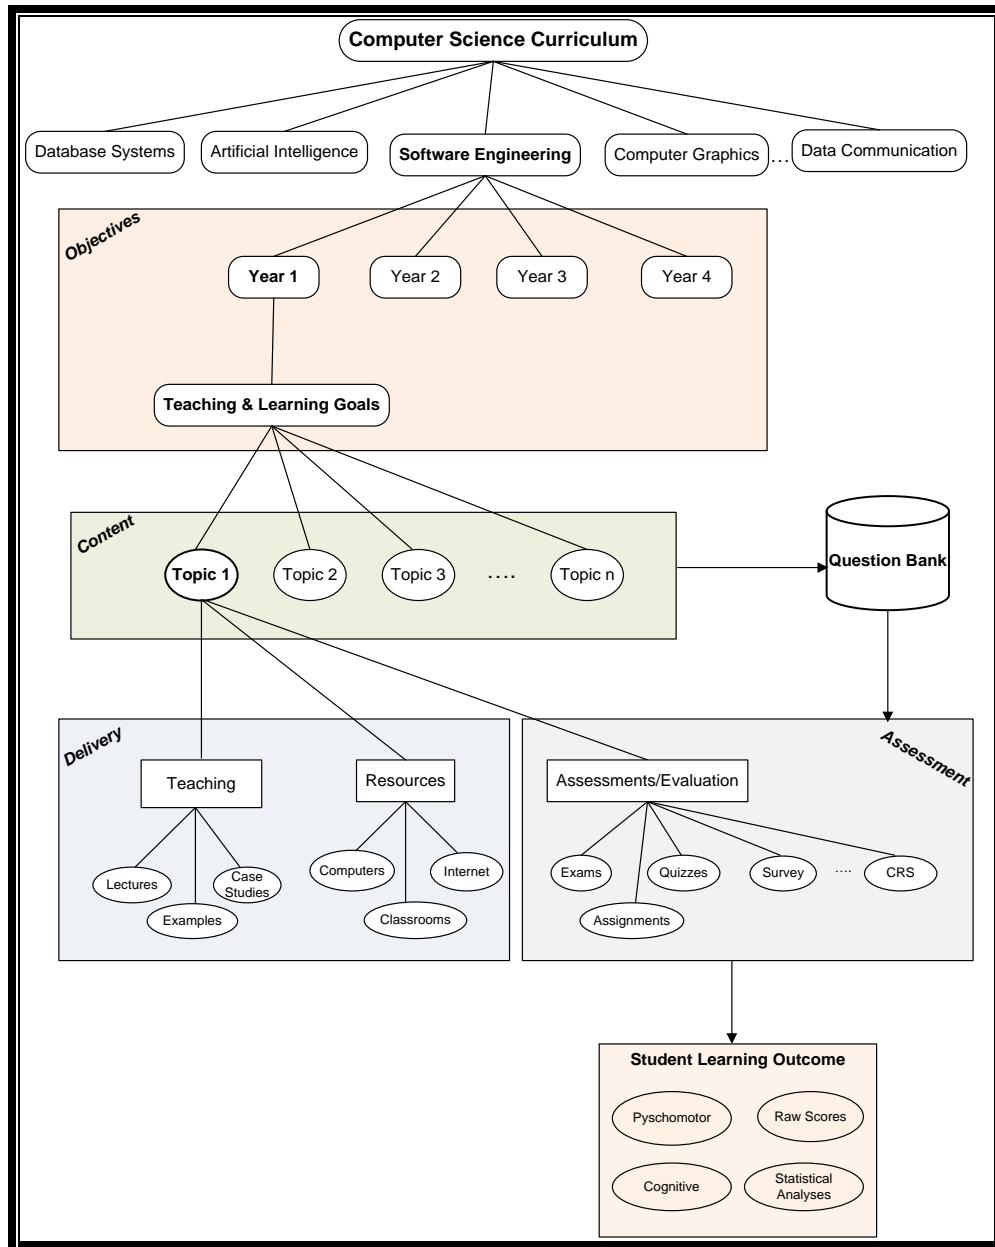 Computer Science Curriculum
Database Systems
Artificial Intelligence
Software Engineering
Computer Graphics
...
Data Communication
Objectives
Year 1
Year 2
Year 3
Year 4
Teaching & Learning Goals
Content
Topic 1
Topic 2
Topic 3
....
Topic n
Question Bank
Delivery
Teaching
Resources
Lectures
Examples
Case
Studies
Computers
Classrooms
Internet
Assessment
Assessments/Evaluation
Exams
Assignments
Quizzes
Survey
....
CRS
Student Learning Outcome
Pyschomotor
Raw Scores
Cognitive
Statistical
Analyses